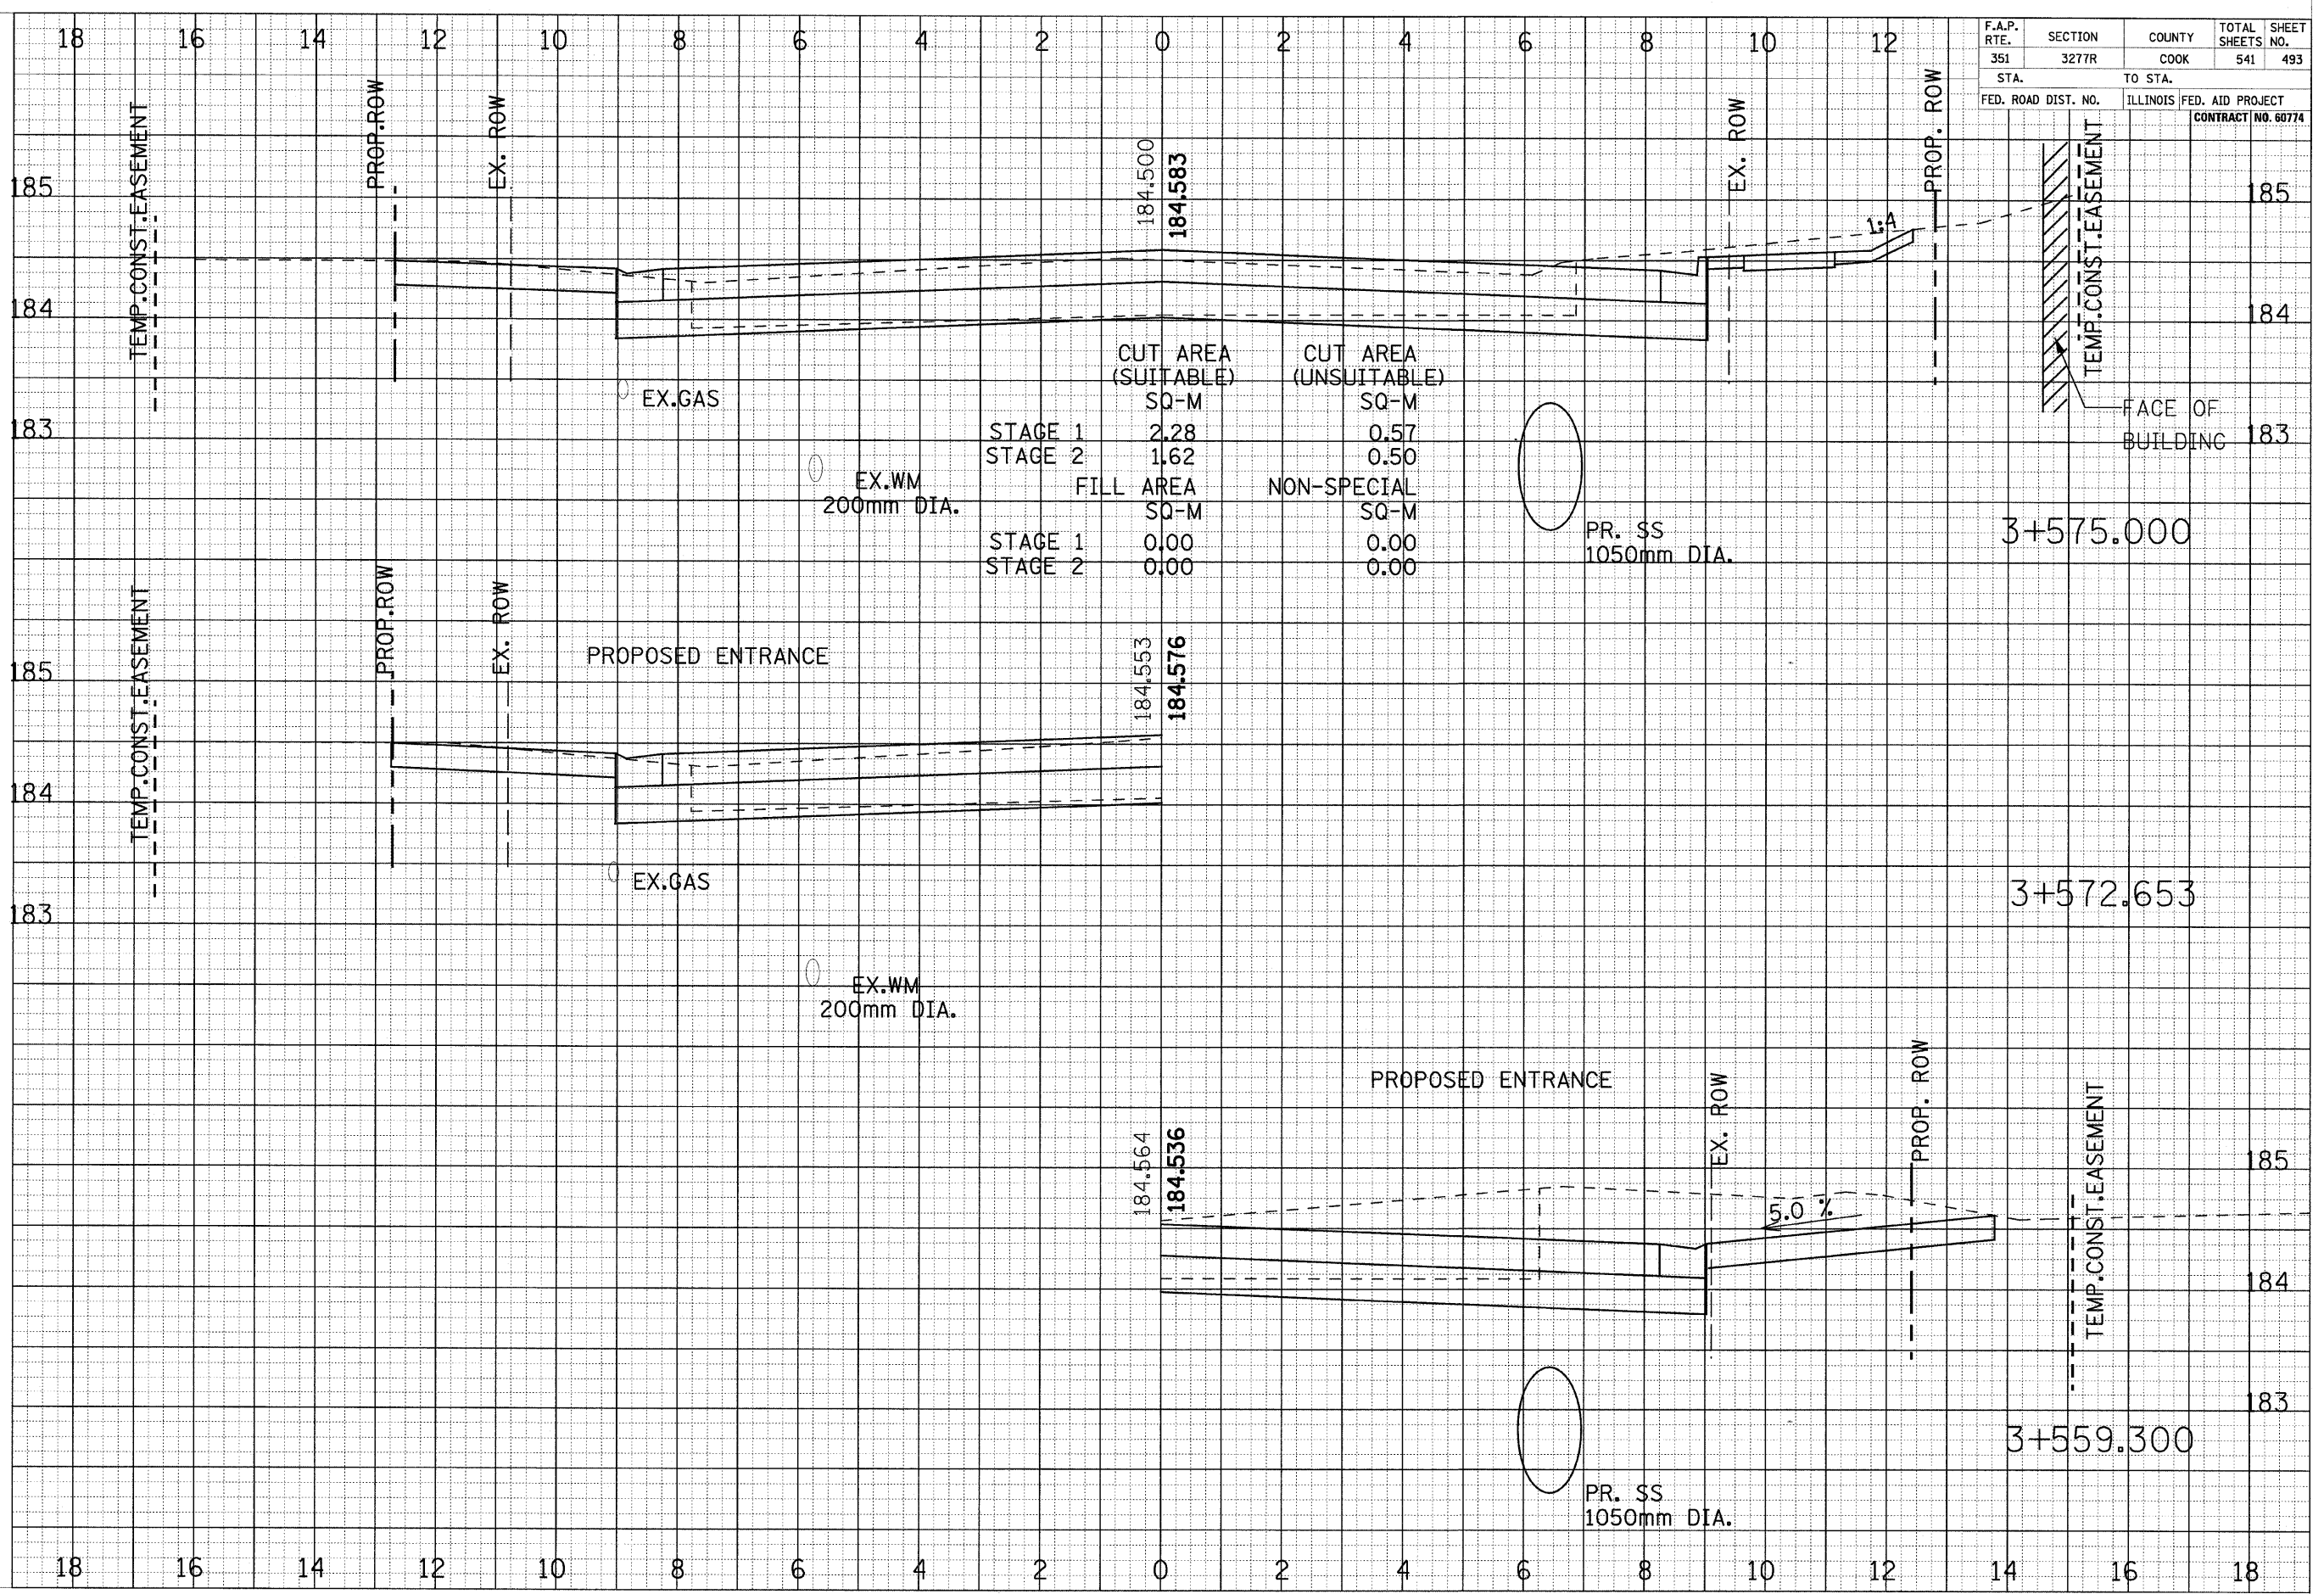 18 16 14 12 10 8 6 4 2 0 2 4 6 8 10 12
F.A.P. RTE. SECTION COUNTY TOTAL SHEETS SHEET NO.
351 3277R COOK 541 493
STA. TO STA.
FED. ROAD DIST. NO. ILLINOIS FED. AID PROJECT
CONTRACT NO. 60774
TEMP.CONST.EASEMENT
PROP.ROW
EX. ROW
184.500
184.583
EX. ROW
PROP. ROW
TEMP.CONST.EASEMENT
185
185
1:4
184
184
183
183
EX.GAS
EX.WM
200mm DIA.
CUT AREA CUT AREA
(SUITABLE) (UNSUITABLE)
SQ-M SQ-M
STAGE 1 2.28 0.57
STAGE 2 1.62 0.50
FILL AREA NON-SPECIAL
SQ-M SQ-M
STAGE 1 0.00 0.00
STAGE 2 0.00 0.00
FACE OF
BUILDING
PR. SS
1050mm DIA.
3+575.000
TEMP.CONST.EASEMENT
PROP.ROW
EX. ROW
PROPOSED ENTRANCE
184.553
184.576
185
184
183
EX.GAS
EX.WM
200mm DIA.
3+572.653
PROPOSED ENTRANCE
184.564
184.536
EX. ROW
PROP. ROW
TEMP.CONST.EASEMENT
5.0 %
185
184
183
PR. SS
1050mm DIA.
3+559.300
18 16 14 12 10 8 6 4 2 0 2 4 6 8 10 12 14 16 18